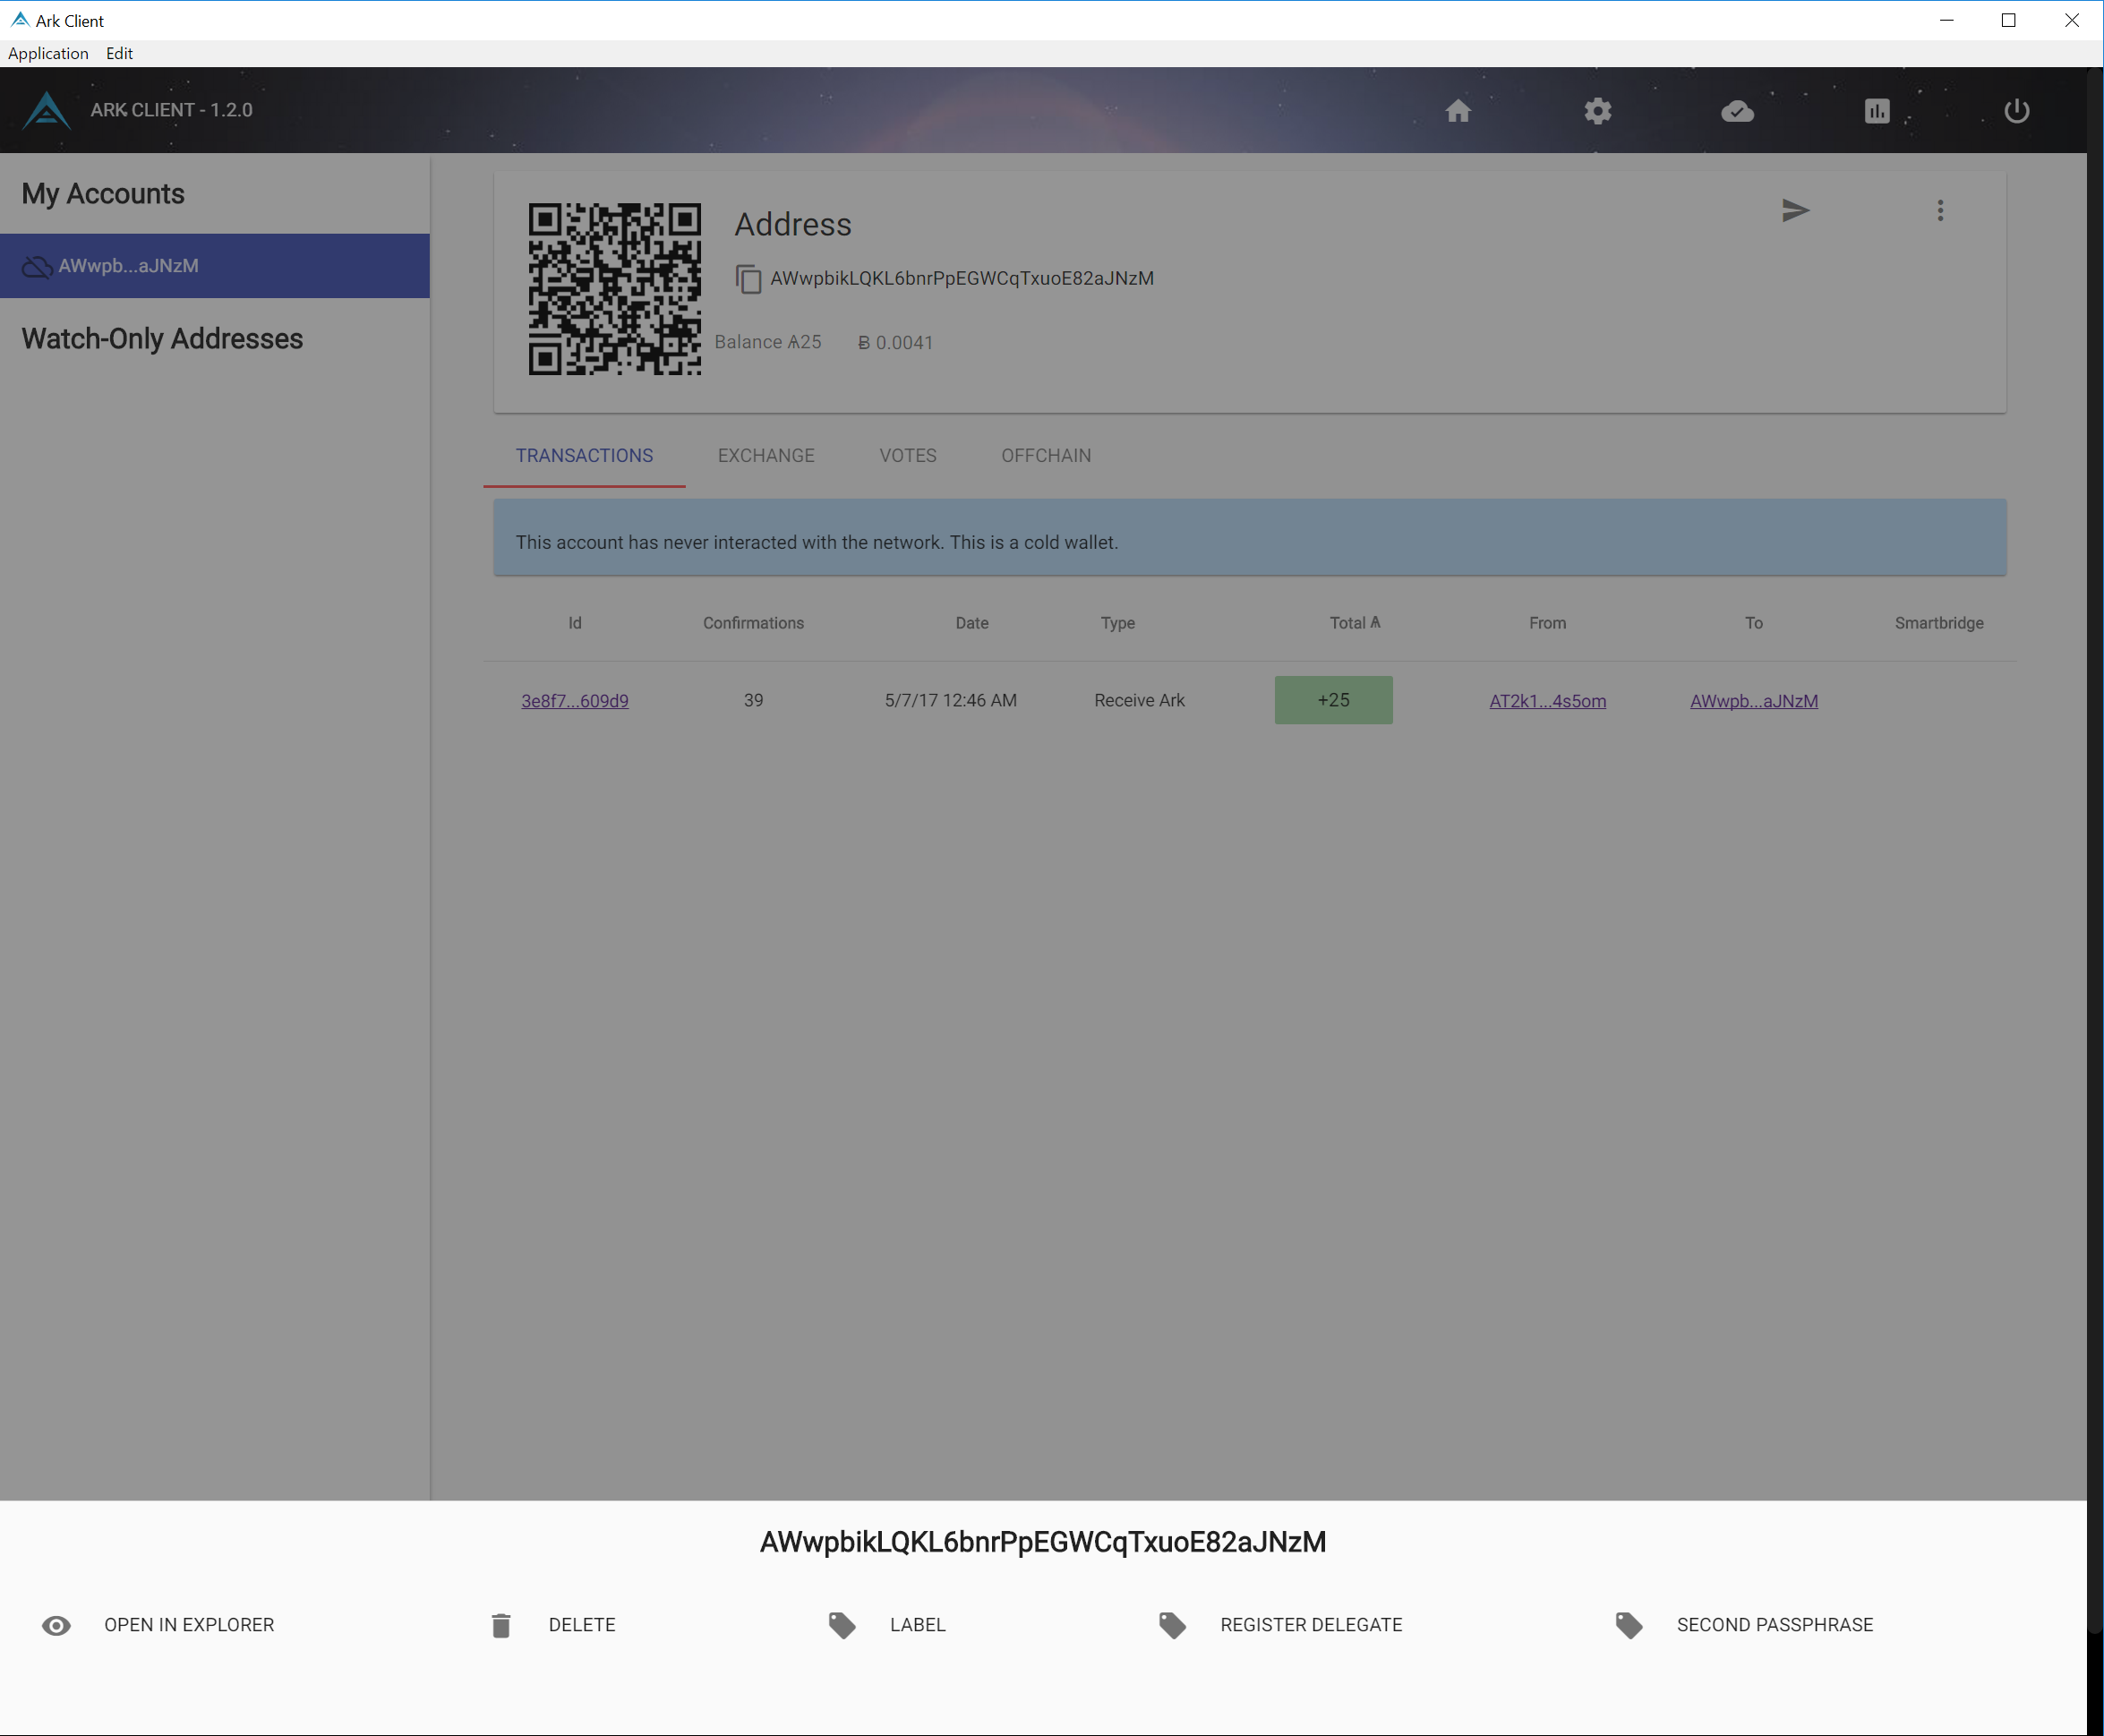 Ark Client
Application Edit
ARK CLIENT - 1.2.0
My Accounts
AWwpb...aJNzM
Watch-Only Addresses
Address
AWwpbikLQKL6bnrPpEGWCqTxuoE82aJNzM
Balance Ѧ25 Ƀ 0.0041
TRANSACTIONS EXCHANGE VOTES OFFCHAIN
This account has never interacted with the network. This is a cold wallet.
Id Confirmations Date Type Total Ѧ From To Smartbridge
3e8f7...609d9 39 5/7/17 12:46 AM Receive Ark +25 AT2k1...4s5om AWwpb...aJNzM
AWwpbikLQKL6bnrPpEGWCqTxuoE82aJNzM
OPEN IN EXPLORER DELETE LABEL REGISTER DELEGATE SECOND PASSPHRASE